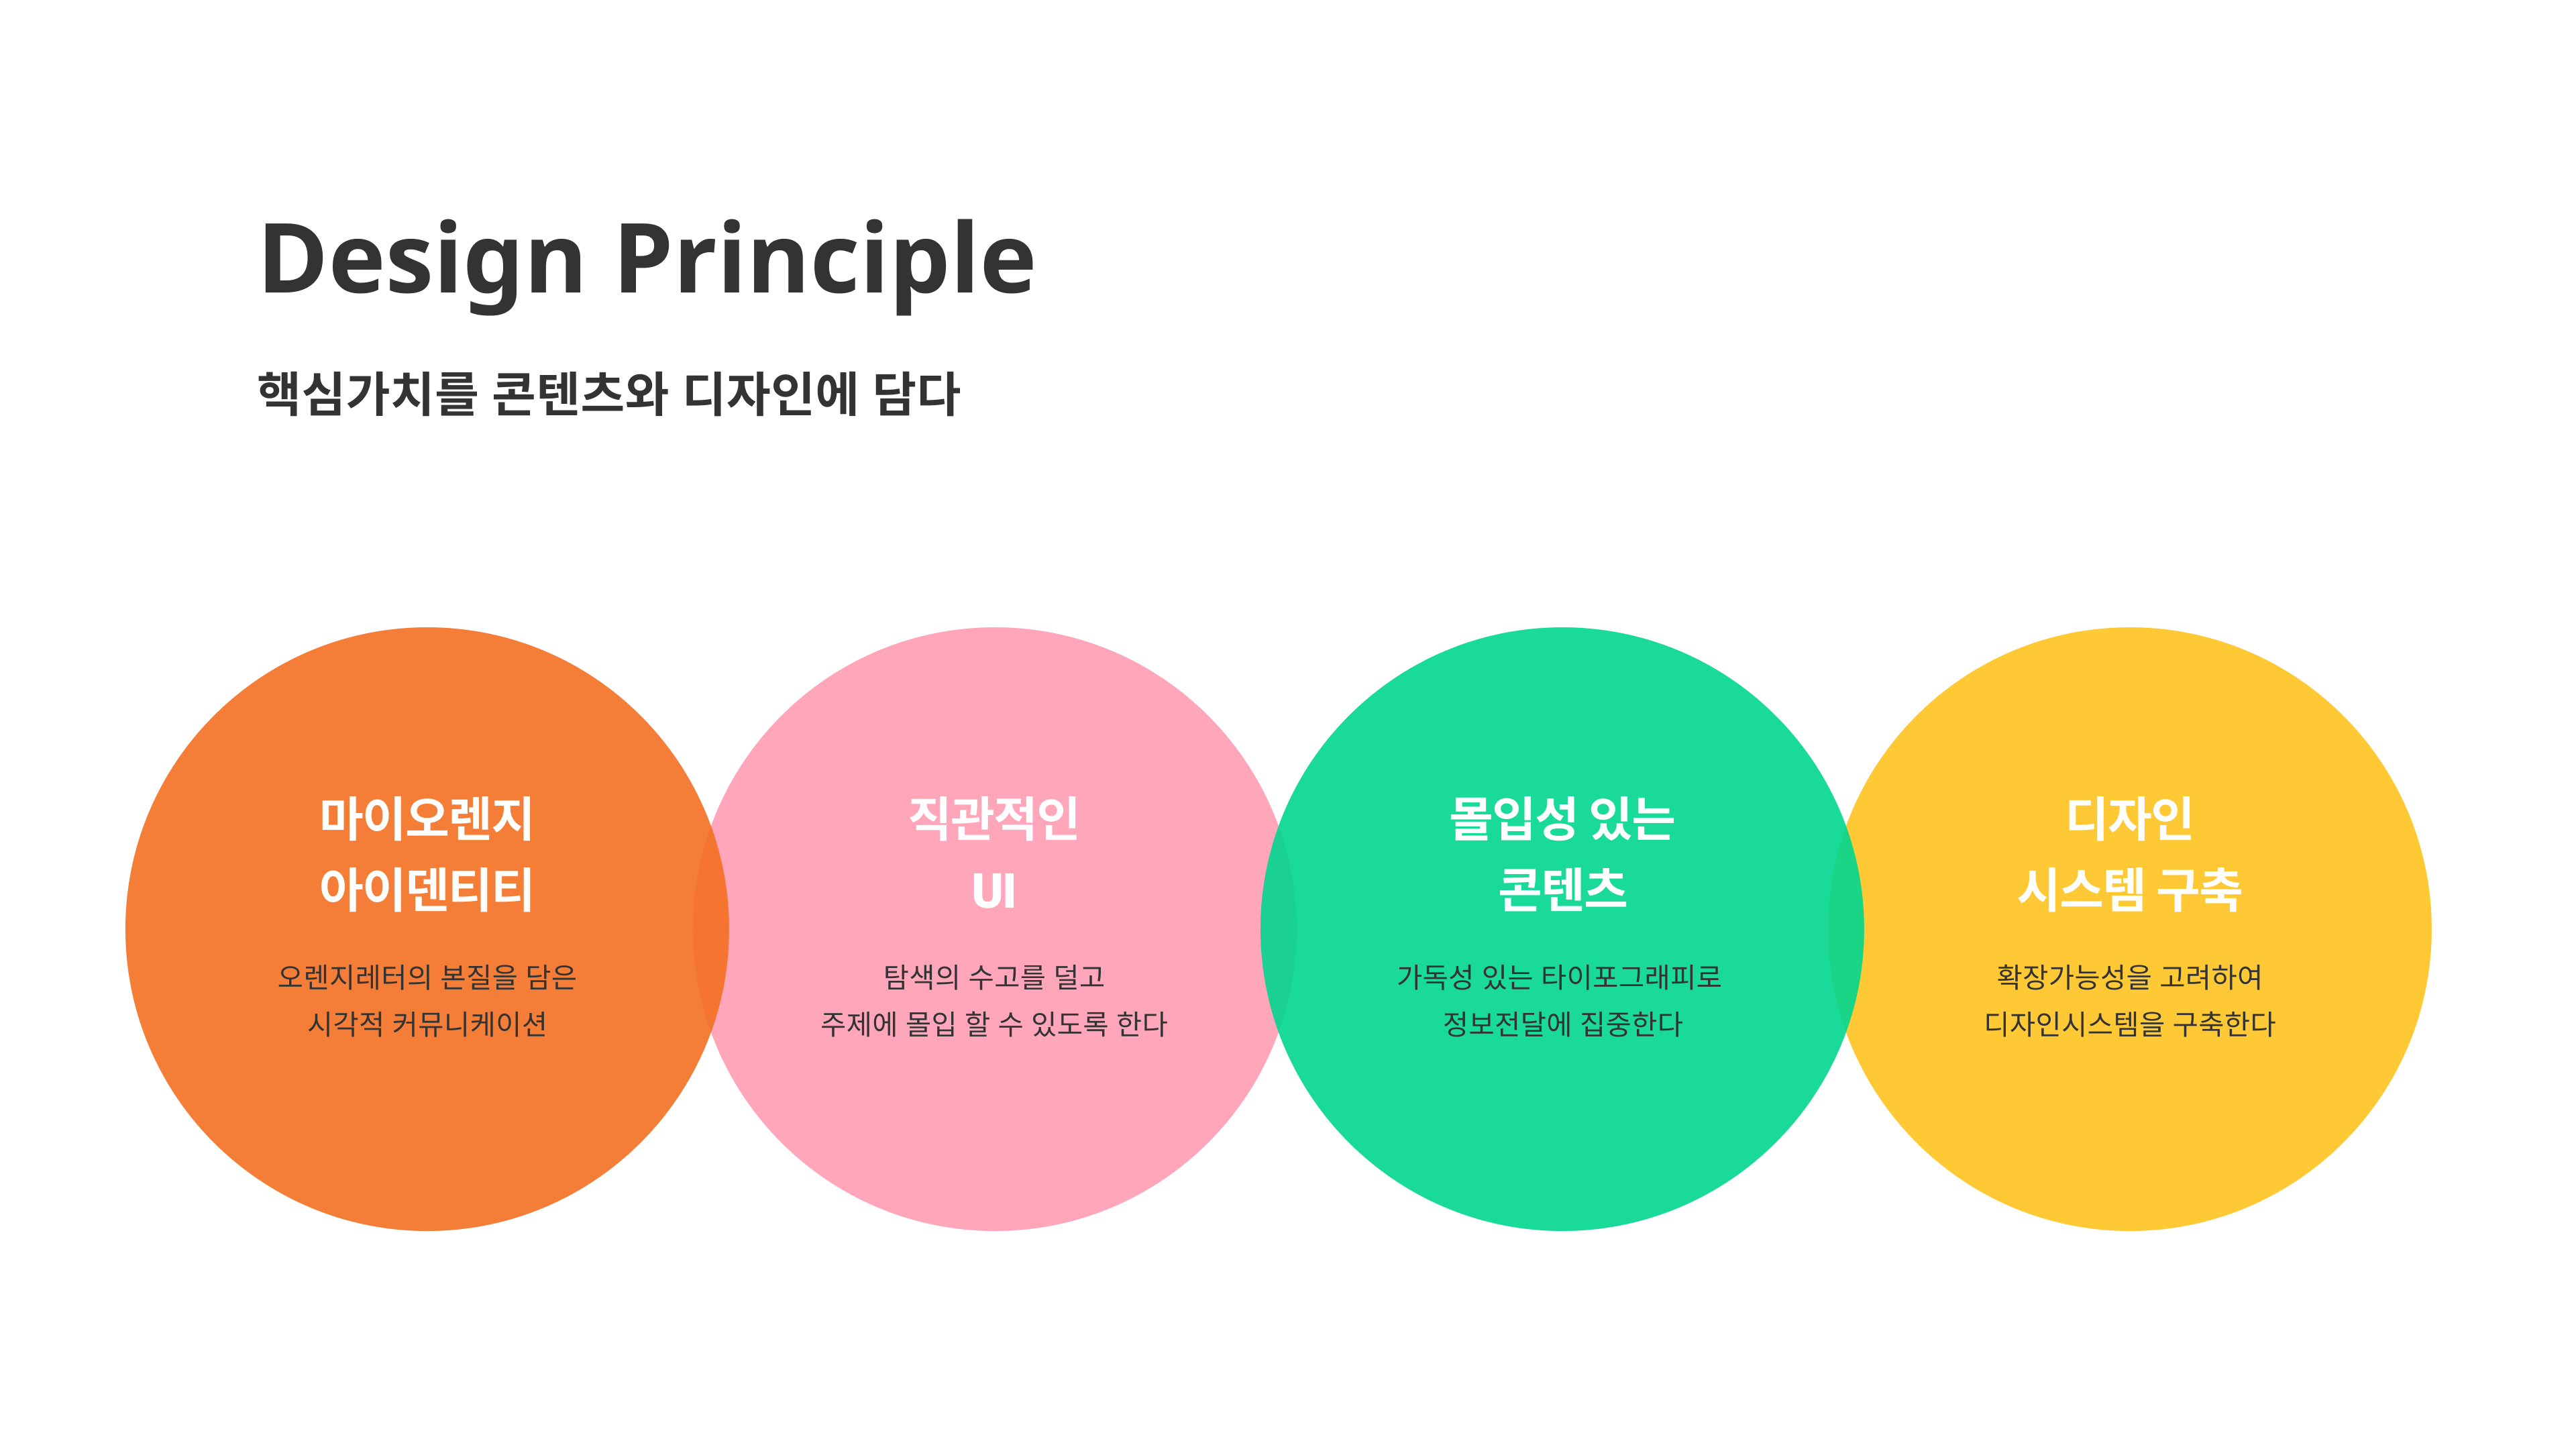 Design Principle
핵심가치를 콘텐츠와 디자인에 담다
마이오렌지
아이덴티티
오렌지레터의 본질을 담은
시각적 커뮤니케이션
직관적인
UI
탐색의 수고를 덜고
주제에 몰입 할 수 있도록 한다
몰입성 있는
콘텐츠
가독성 있는 타이포그래피로
정보전달에 집중한다
디자인
시스템 구축
확장가능성을 고려하여
디자인시스템을 구축한다